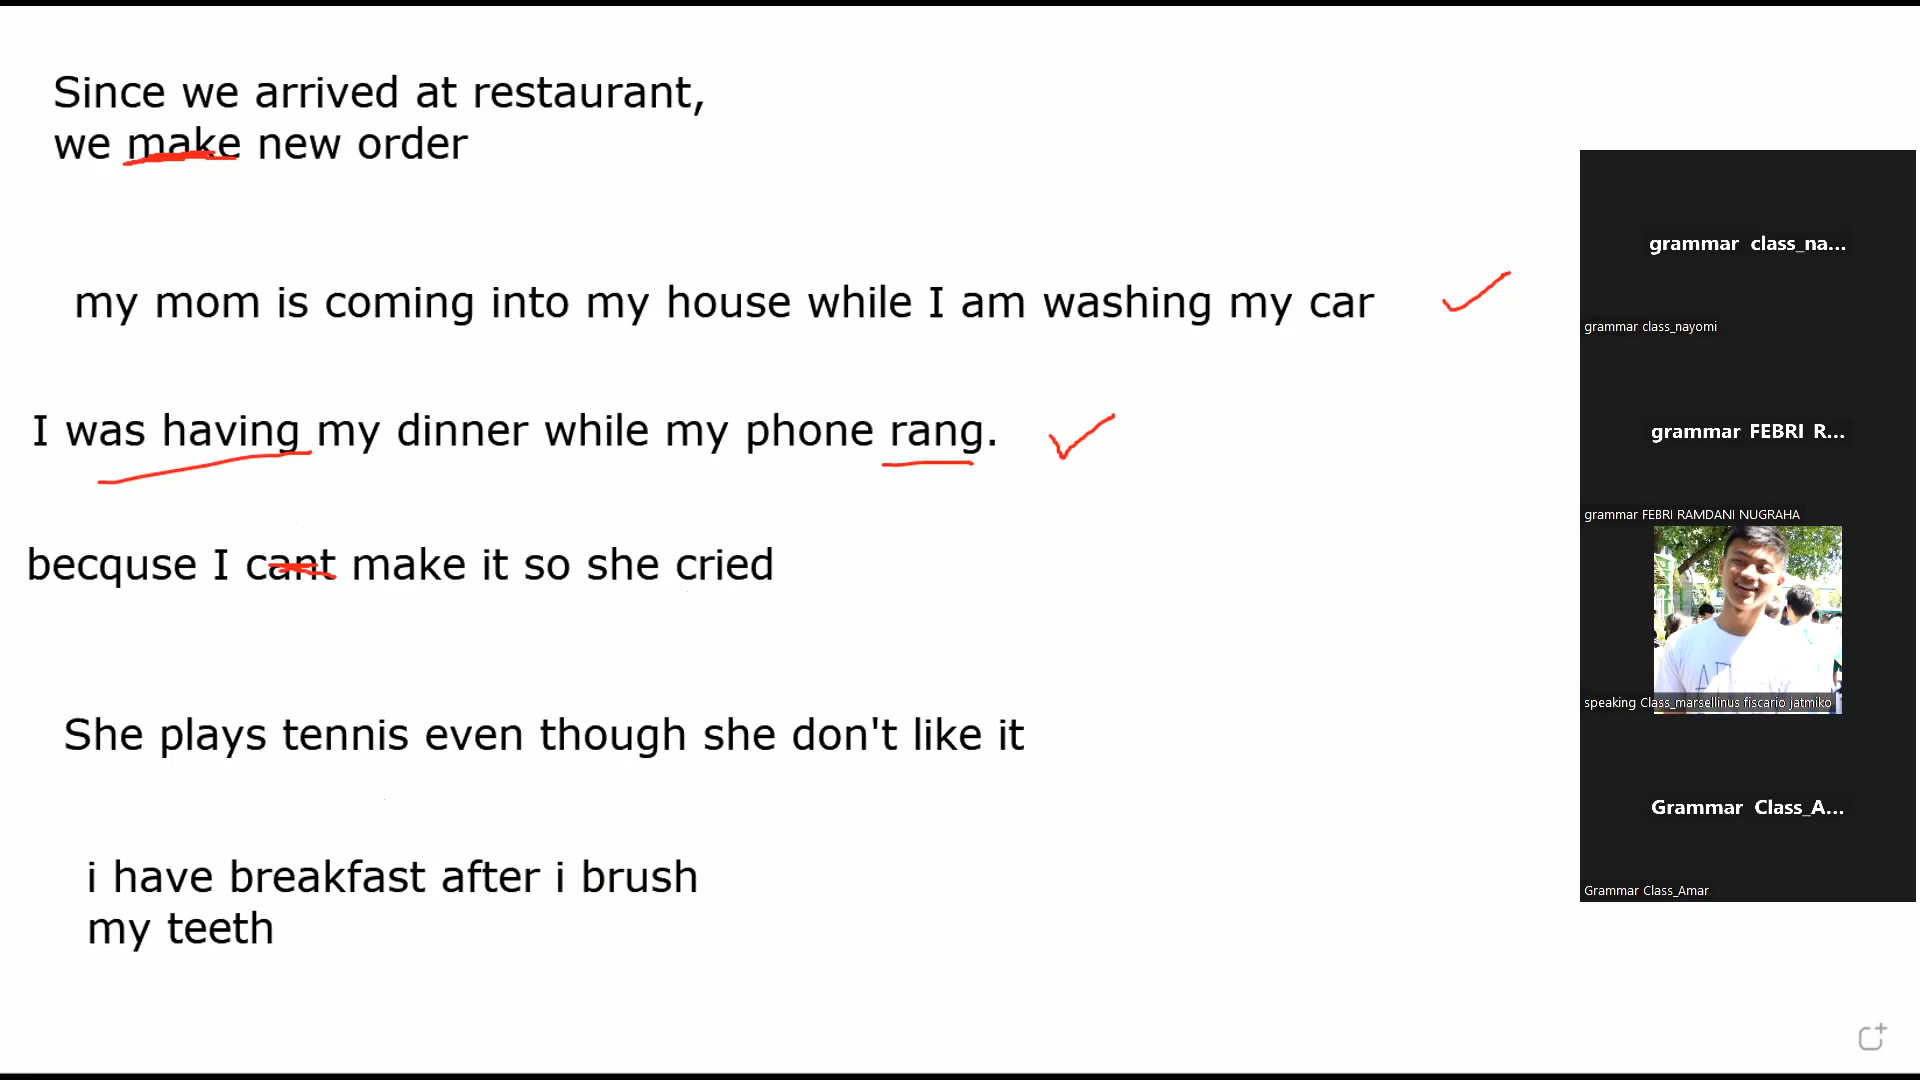 Since we arrived at restaurant,
we make new order
my mom is coming into my house while I am washing my car
I was having my dinner while my phone rang.
becquse I cant make it so she cried
She plays tennis even though she don't like it
i have breakfast after i brush
my teeth
grammar class_na...
grammar class_nayomi
grammar FEBRI R...
grammar FEBRI RAMDANI NUGRAHA
speaking Class_marsellinus fiscario jatmiko
Grammar Class_A...
Grammar Class_Amar